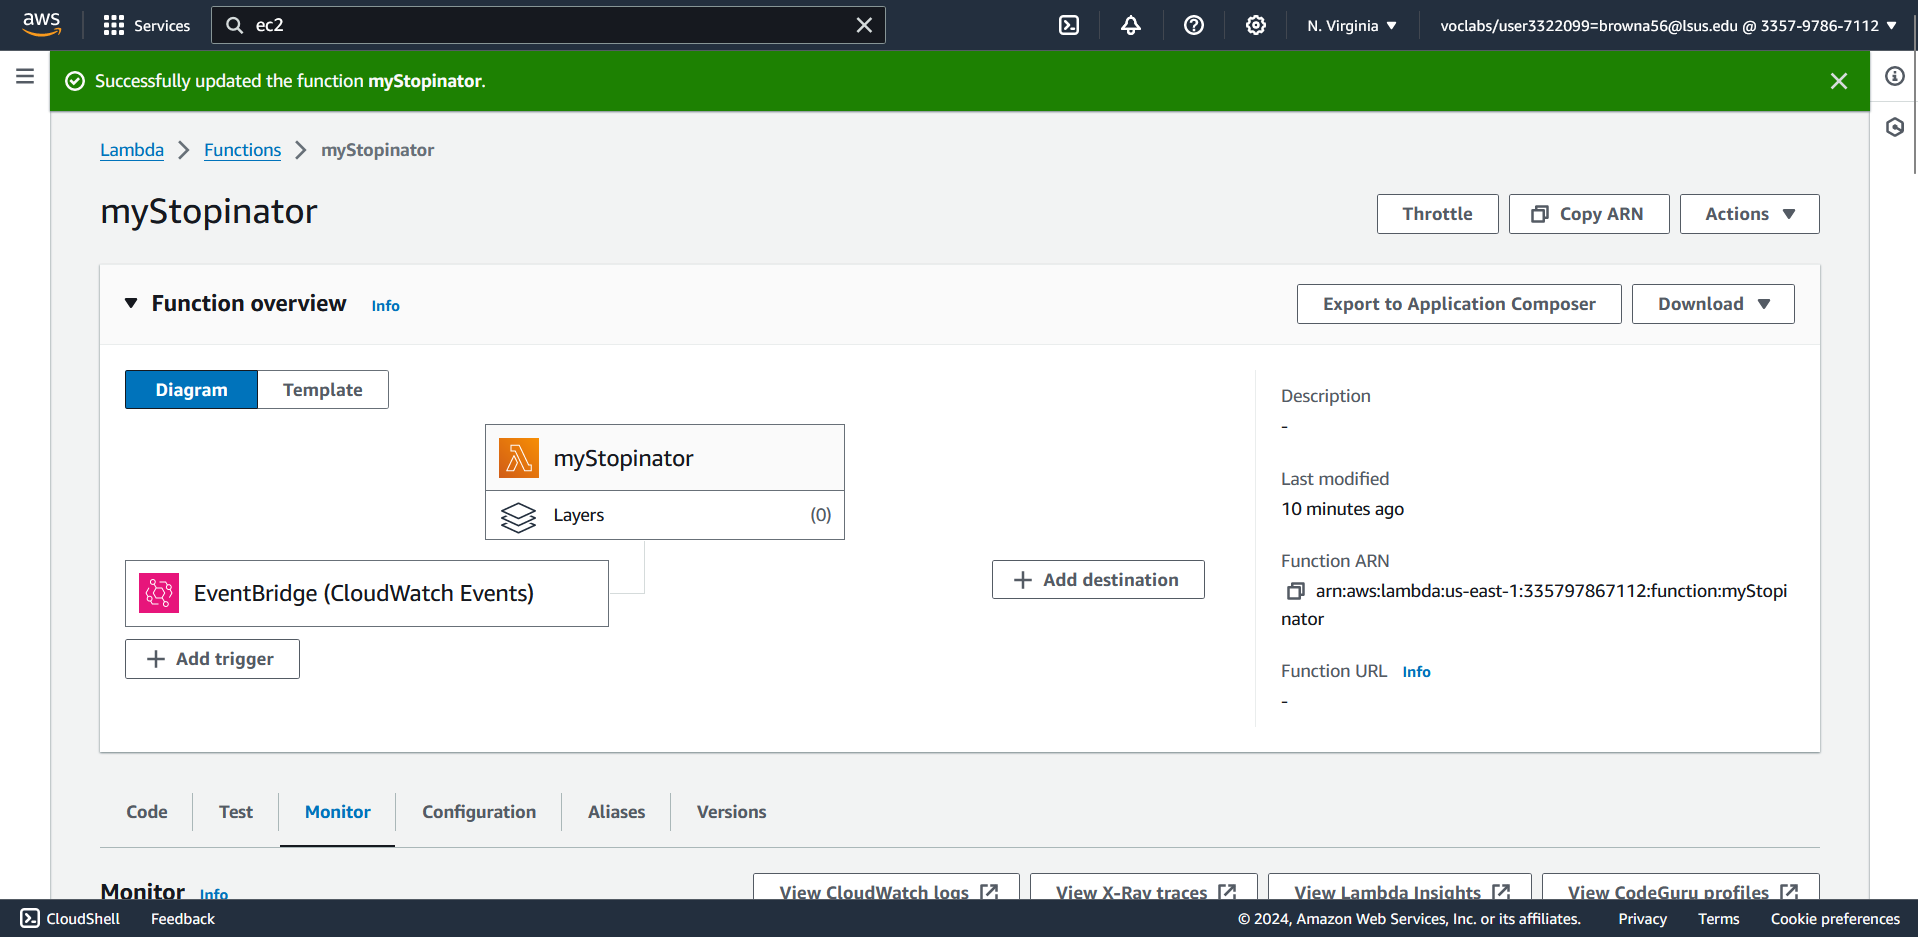 aws
Services
ec2
N. Virginia
voclabs/user3322099=browna56@lsus.edu @ 3357-9786-7112
Successfully updated the function myStopinator.
Lambda
Functions
myStopinator
myStopinator
Throttle
Copy ARN
Actions
Function overview
Info
Export to Application Composer
Download
Diagram
Template
myStopinator
Layers
(0)
EventBridge (CloudWatch Events)
Add destination
Add trigger
Description
-
Last modified
10 minutes ago
Function ARN
arn:aws:lambda:us-east-1:335797867112:function:myStopi
nator
Function URL Info
-
Code
Test
Monitor
Configuration
Aliases
Versions
Monitor Info
View CloudWatch logs
View X-Ray traces
View Lambda Insights
View CodeGuru profiles
CloudShell
Feedback
© 2024, Amazon Web Services, Inc. or its affiliates.
Privacy
Terms
Cookie preferences